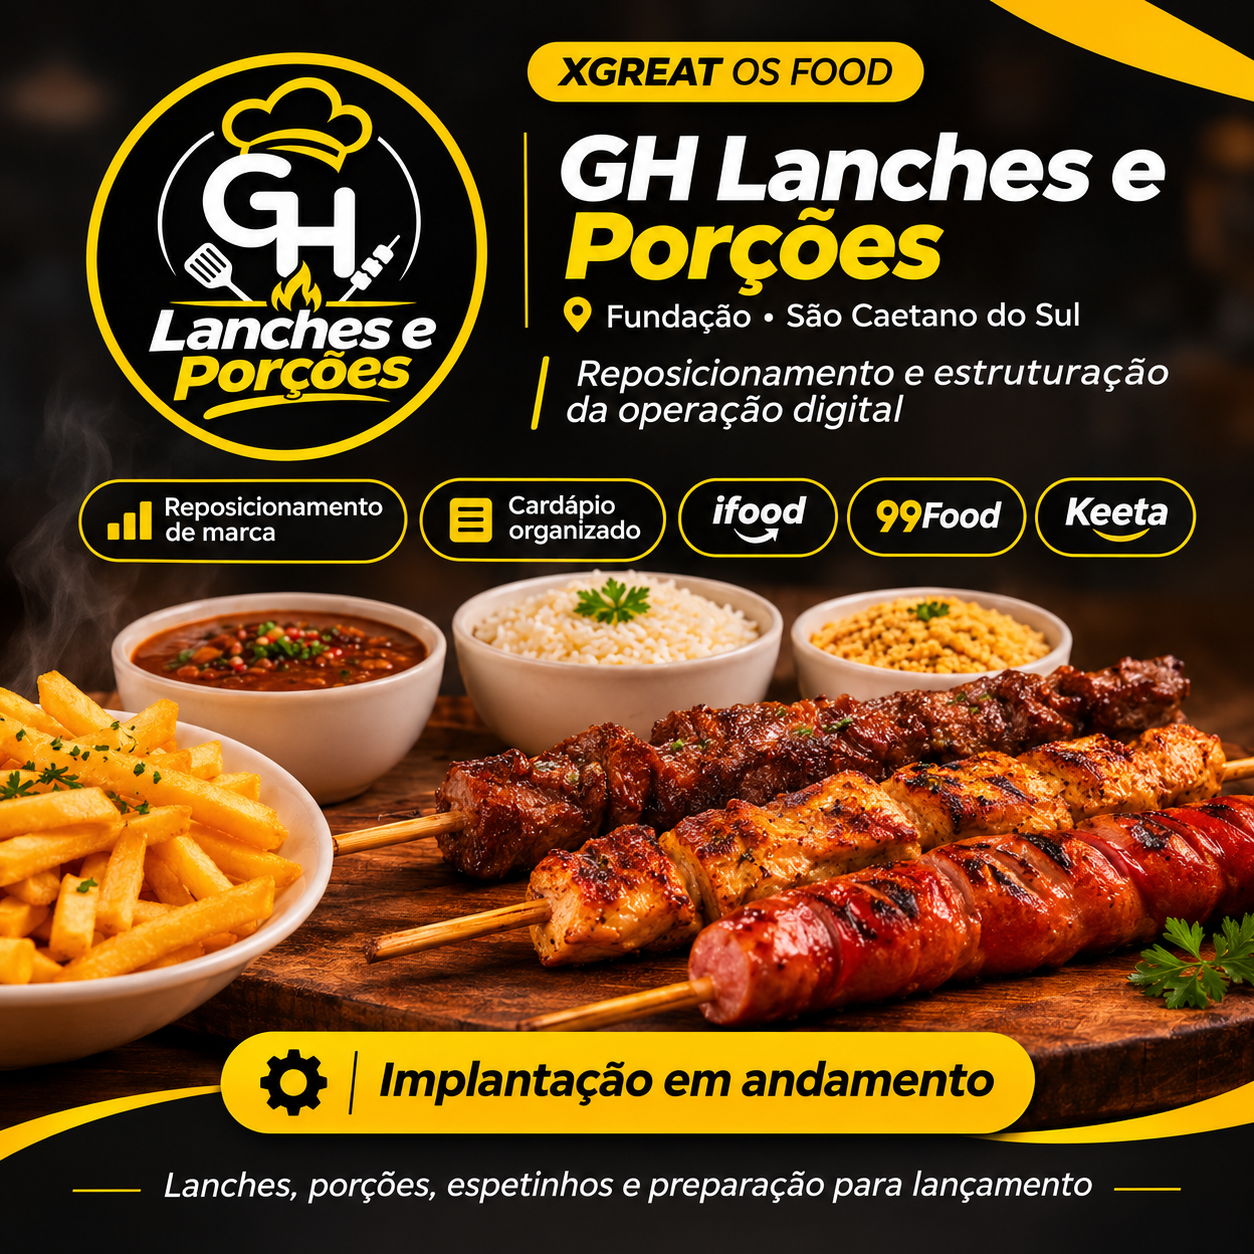 XGREAT OS FOOD
GH
Lanches e
Porções
GH Lanches e
Porções
Fundação • São Caetano do Sul
Reposicionamento e estruturação
da operação digital
Reposicionamento
de marca
Cardápio
organizado
ifood
99Food
Keeta
Implantação em andamento
Lanches, porções, espetinhos e preparação para lançamento